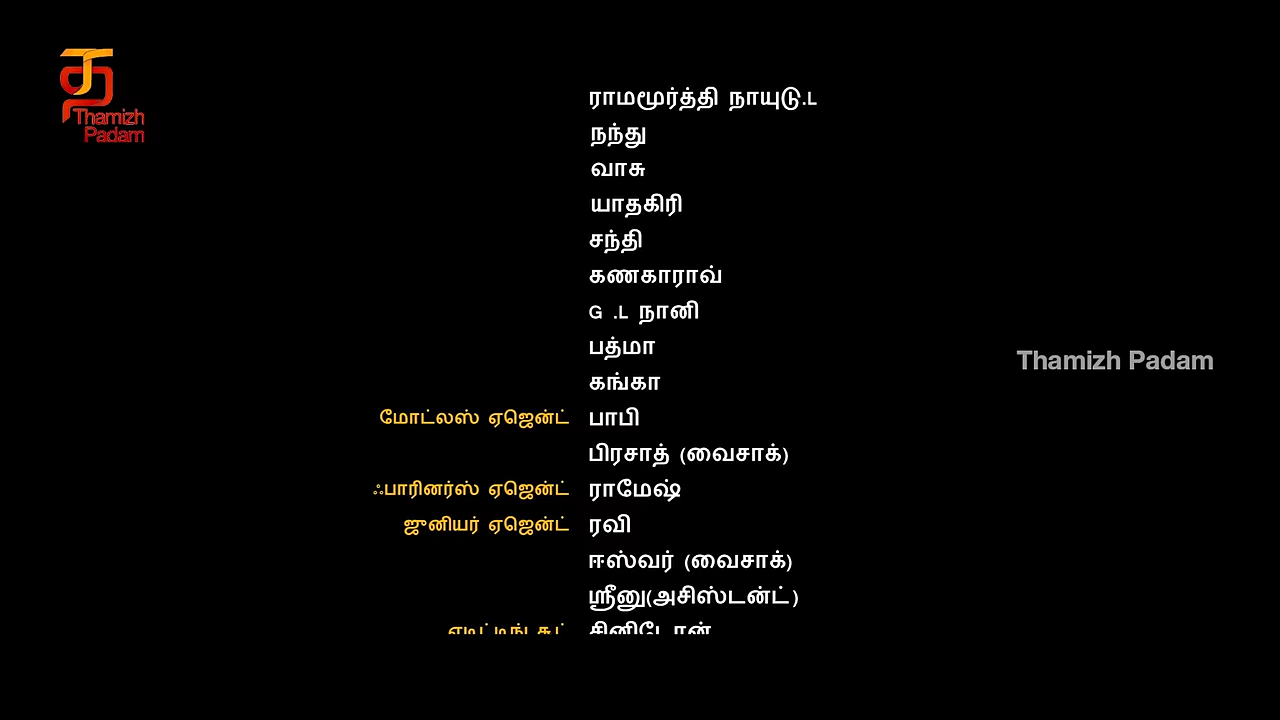 Thamizh
Padam
ராமமூர்த்தி நாயுடு.L
நந்து
வாசு
யாதகிரி
சந்தி
கணகாராவ்
G .L நானி
பத்மா
Thamizh Padam
கங்கா
மோட்லஸ் ஏஜென்ட் பாபி
பிரசாத் (வைசாக்)
ஃபாரினர்ஸ் ஏஜென்ட் ராமேஷ்
ஜுனியர் ஏஜென்ட் ரவி
ஈஸ்வர் (வைசாக்)
ஸ்ரீனு(அசிஸ்டன்ட்)